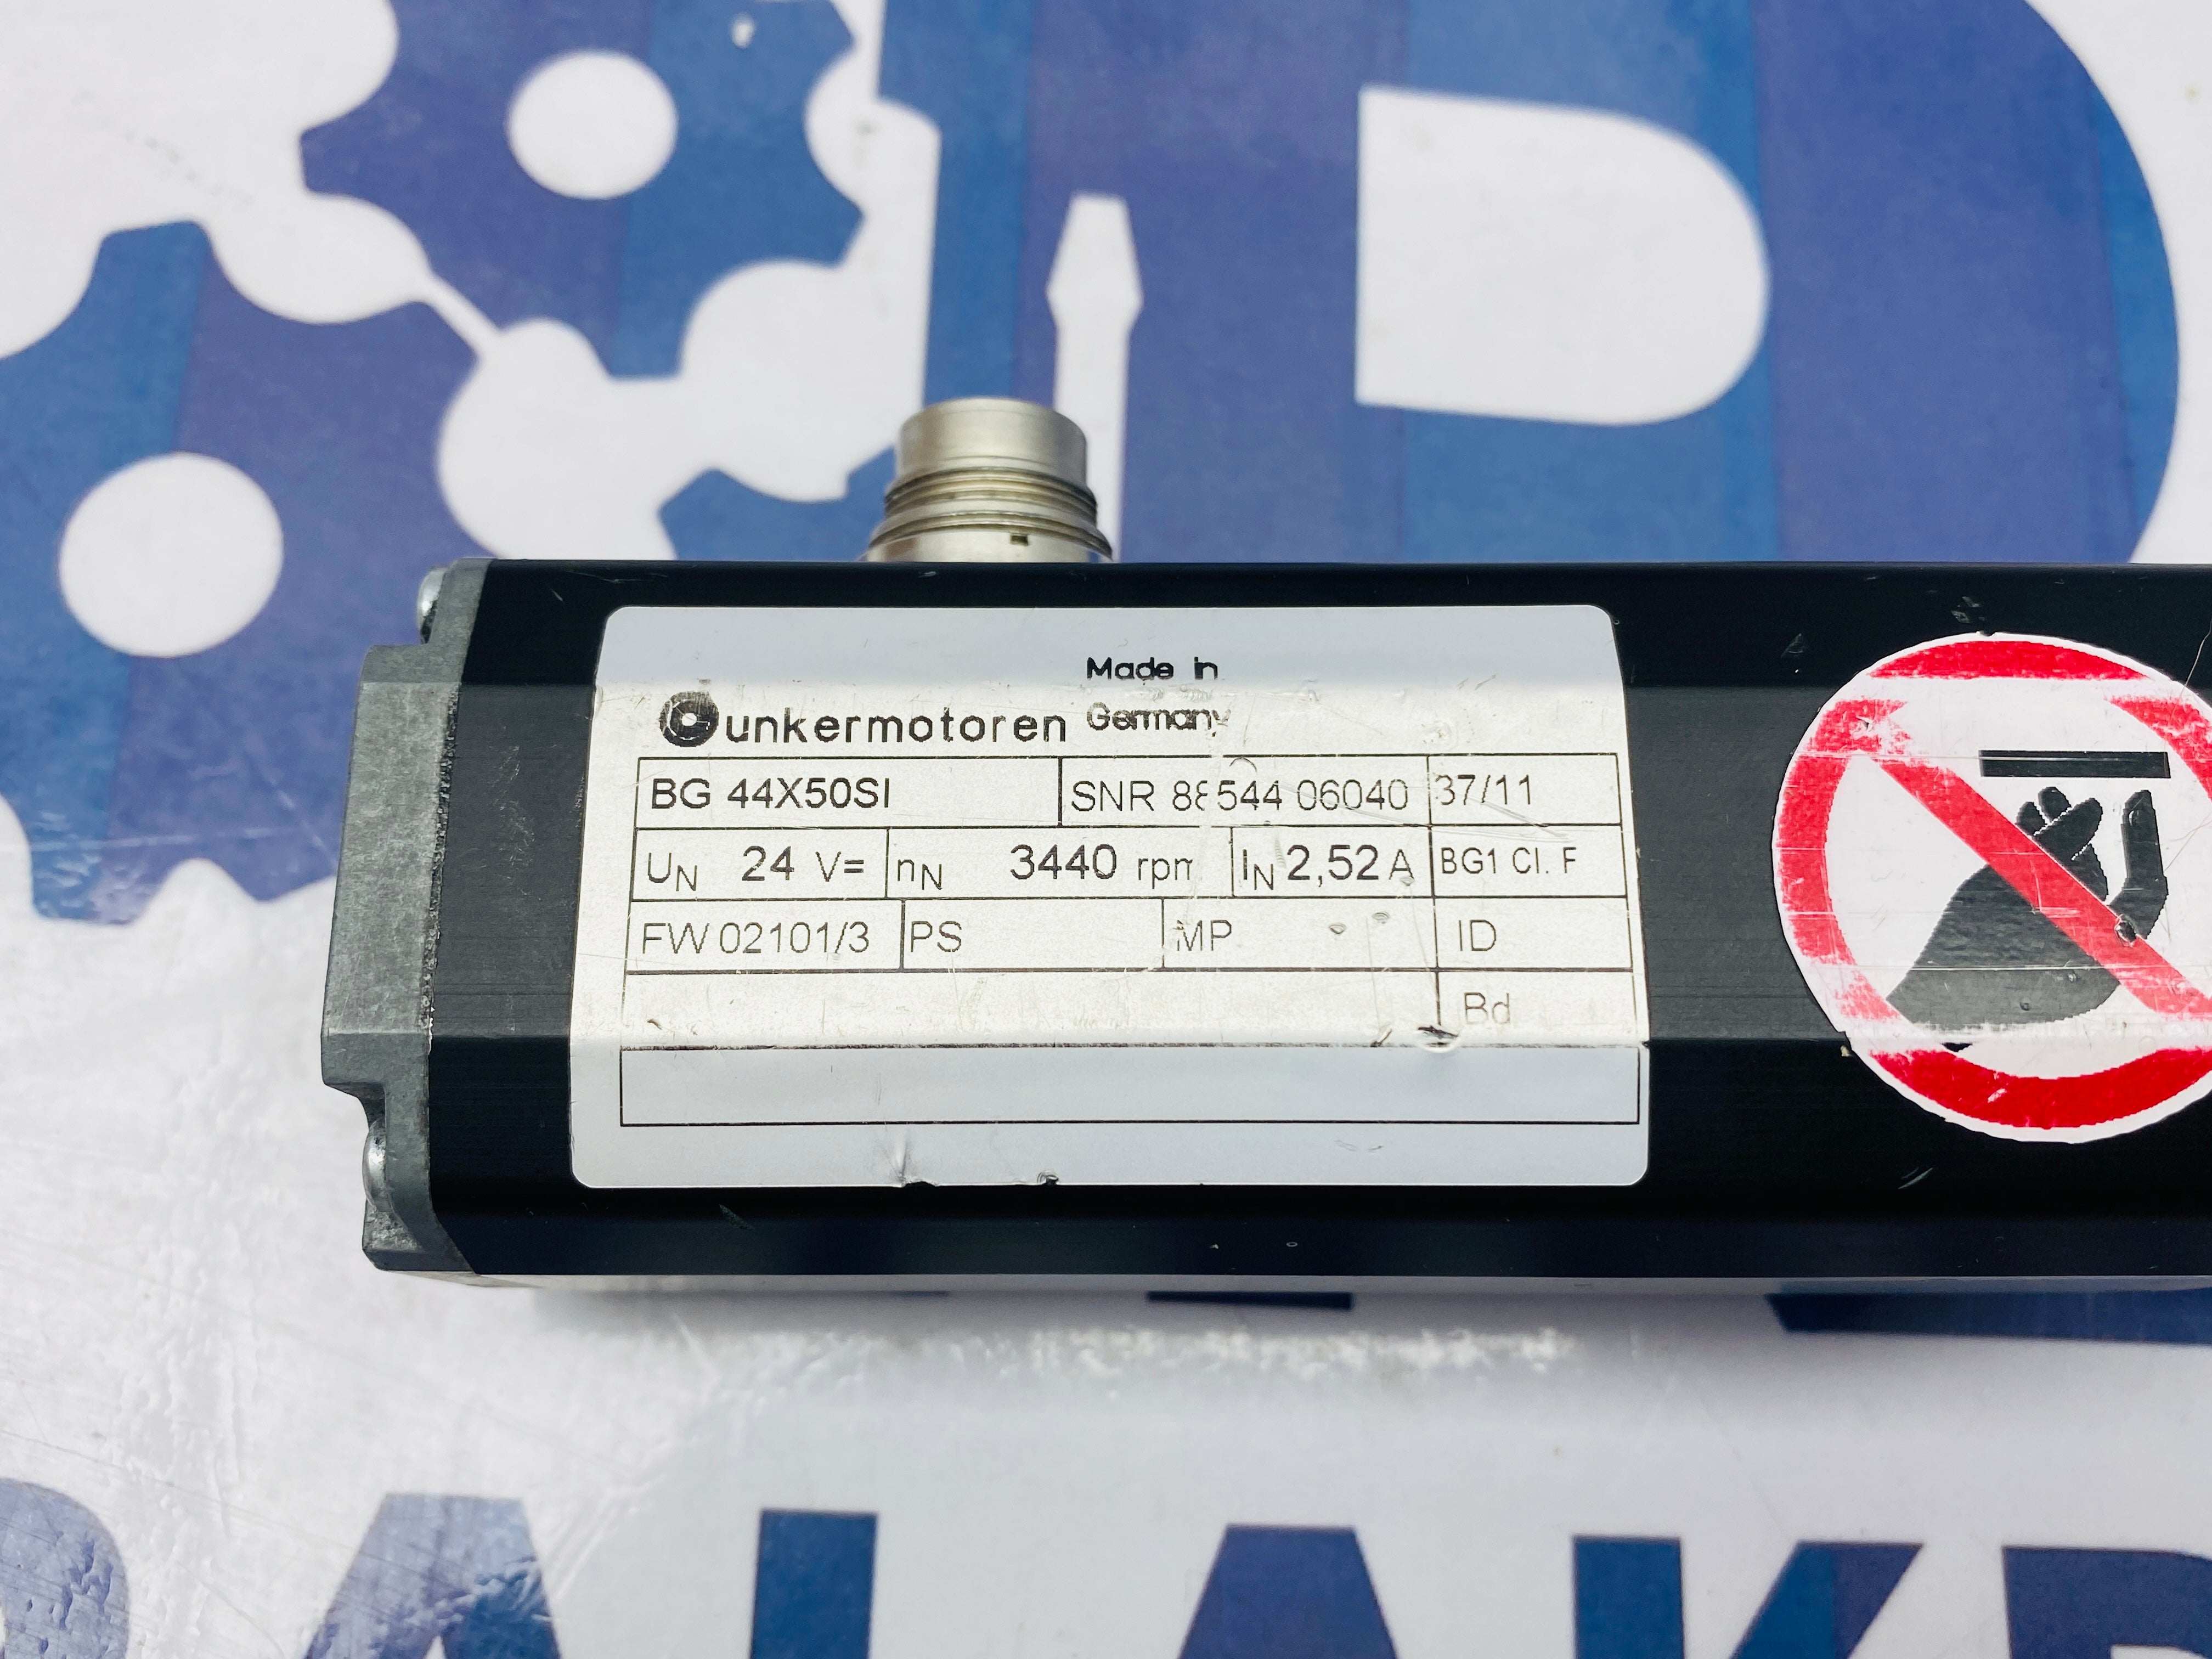 Made in
Dunkermotoren Germany
BG 44X50SI SNR 88544 06040 37/11
UN 24 V= nN 3440 rpm IN 2,52 A BG1 Cl. F
FW 02101/3 PS MP ID
Bd